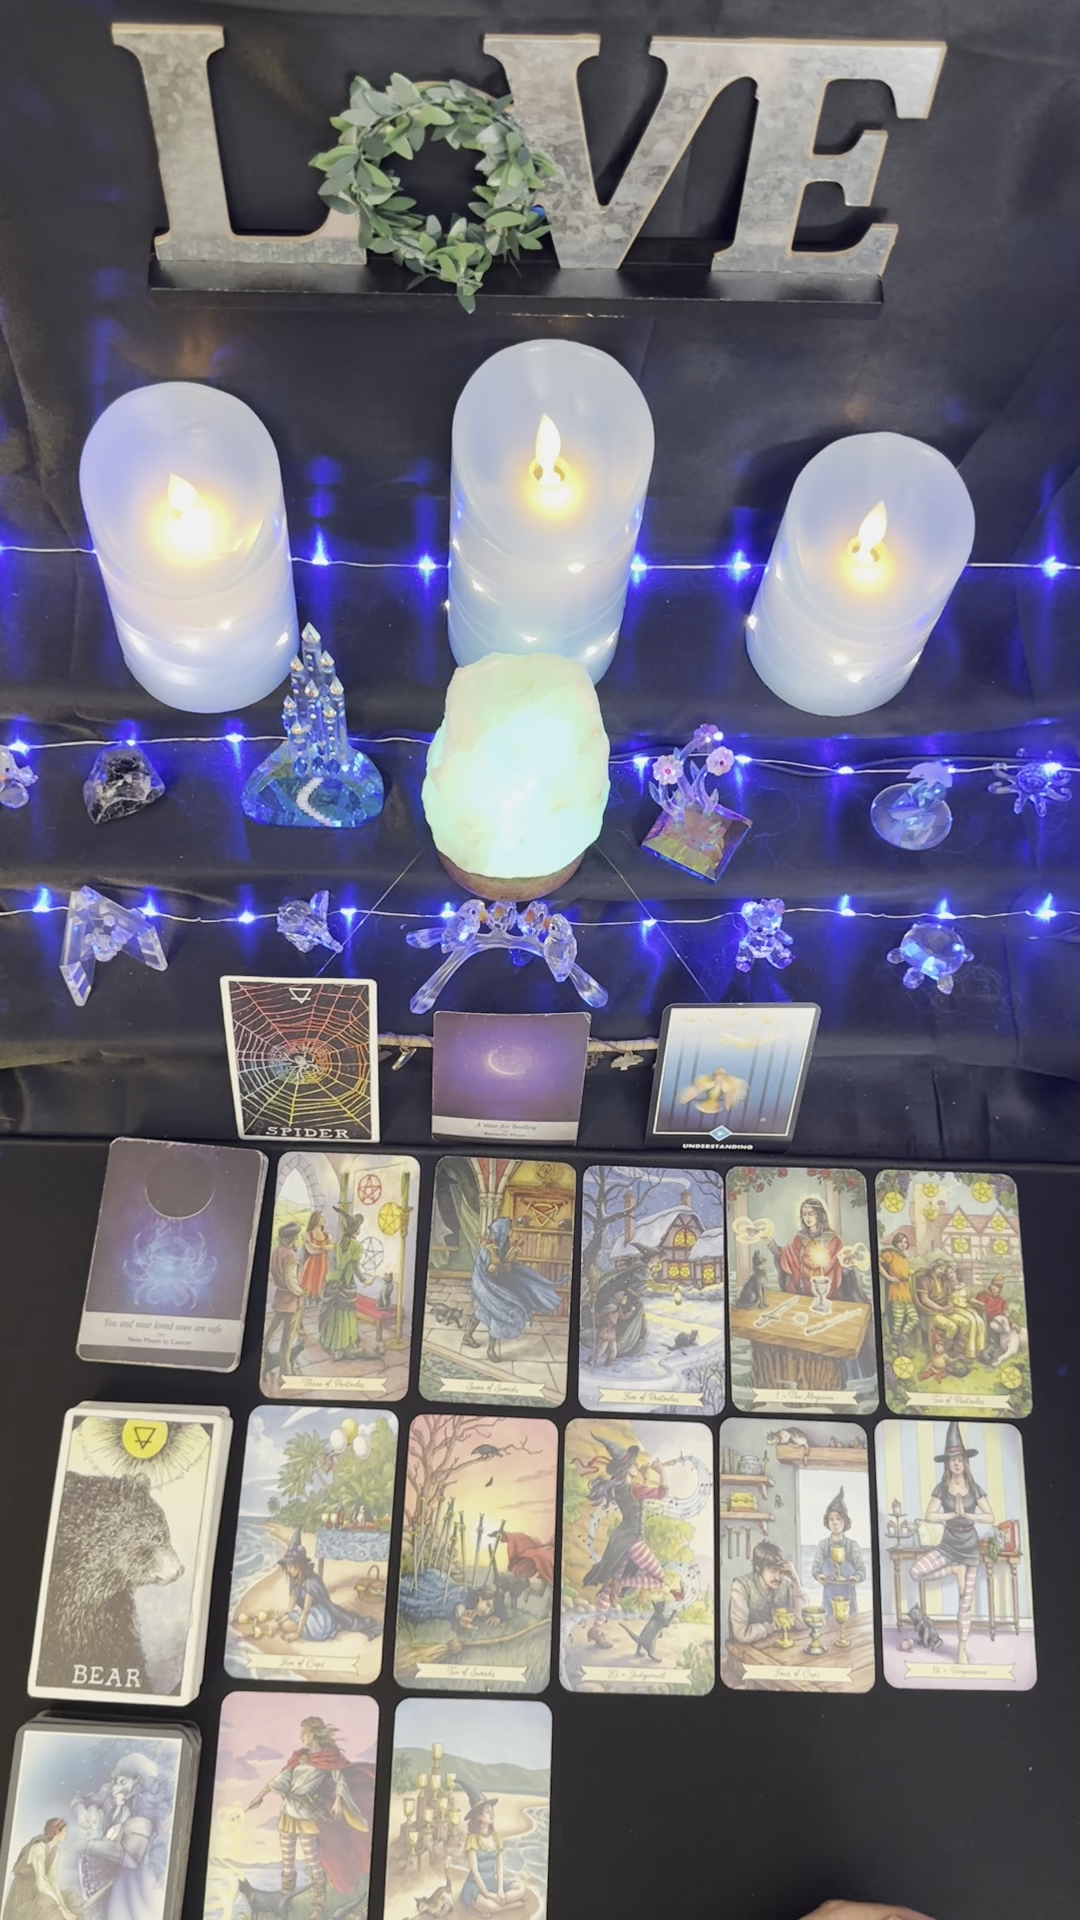 LOVE
SPIDER
A time for healing
UNDERSTANDING
You and your loved ones are safe
New Moon in Cancer
Three of Pentacles
Seven of Swords
Five of Pentacles
1 • The Magician
Ten of Pentacles
BEAR
Five of Cups
Ten of Swords
20 • Judgement
Four of Cups
14 • Temperance